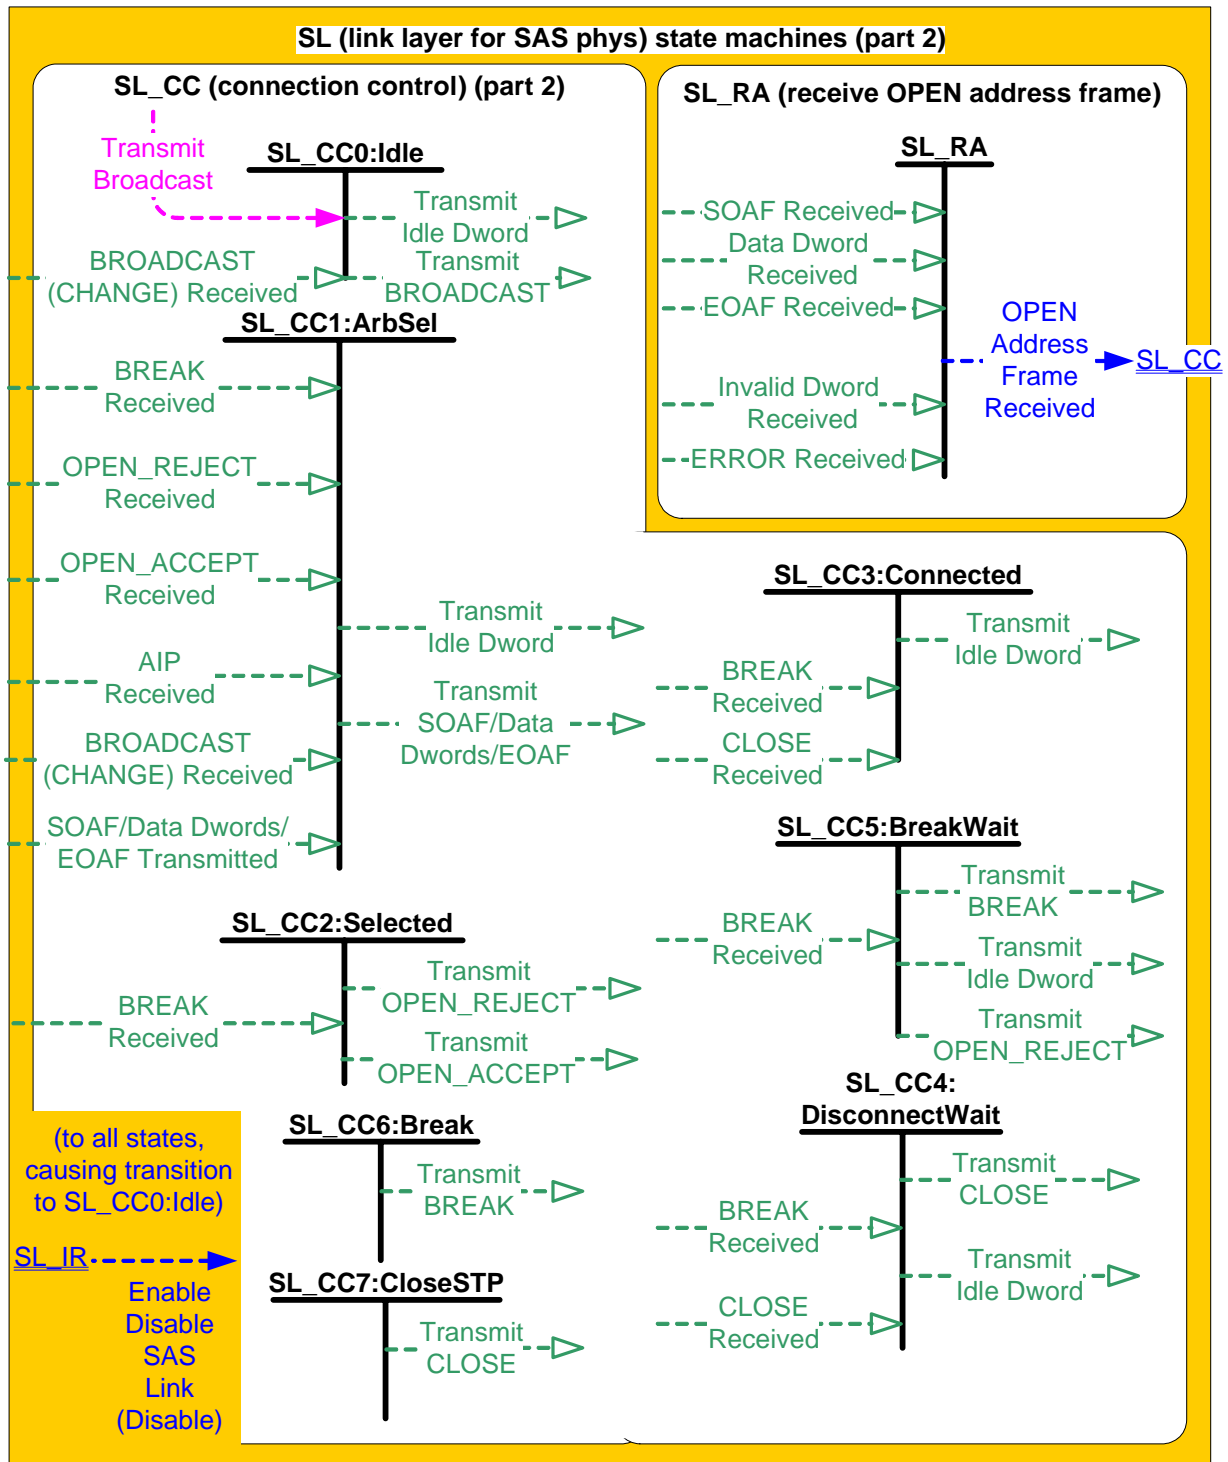 SL (link layer for SAS phys) state machines (part 2)
SL_CC (connection control) (part 2)
Transmit
Broadcast
SL_CC0:Idle
Transmit
Idle Dword
BROADCAST
(CHANGE) Received
Transmit
BROADCAST
SL_CC1:ArbSel
BREAK
Received
OPEN_REJECT
Received
OPEN_ACCEPT
Received
Transmit
Idle Dword
AIP
Received
Transmit
SOAF/Data
Dwords/EOAF
BROADCAST
(CHANGE) Received
SOAF/Data Dwords/
EOAF Transmitted
SL_CC2:Selected
Transmit
OPEN_REJECT
BREAK
Received
Transmit
OPEN_ACCEPT
(to all states,
causing transition
to SL_CC0:Idle)
SL_IR
Enable
Disable
SAS
Link
(Disable)
SL_CC6:Break
Transmit
BREAK
SL_CC7:CloseSTP
Transmit
CLOSE
SL_RA (receive OPEN address frame)
SL_RA
SOAF Received
Data Dword
Received
EOAF Received
OPEN
Address
Frame
Received
SL_CC
Invalid Dword
Received
ERROR Received
SL_CC3:Connected
Transmit
Idle Dword
BREAK
Received
CLOSE
Received
SL_CC5:BreakWait
Transmit
BREAK
BREAK
Received
Transmit
Idle Dword
Transmit
OPEN_REJECT
SL_CC4:
DisconnectWait
Transmit
CLOSE
BREAK
Received
Transmit
Idle Dword
CLOSE
Received